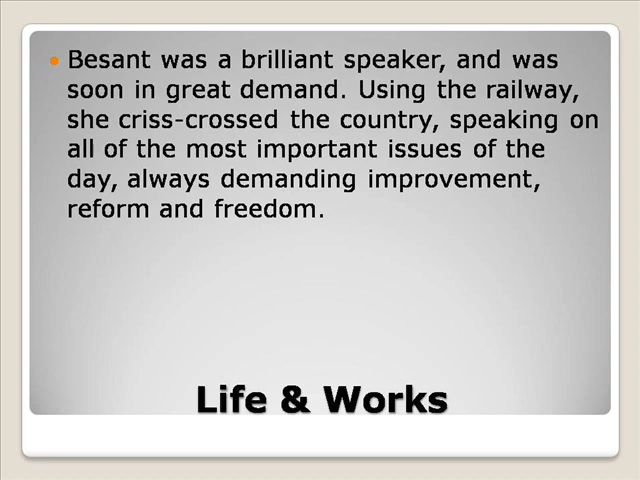 Besant was a brilliant speaker, and was
soon in great demand. Using the railway,
she criss-crossed the country, speaking on
all of the most important issues of the
day, always demanding improvement,
reform and freedom.
Life & Works